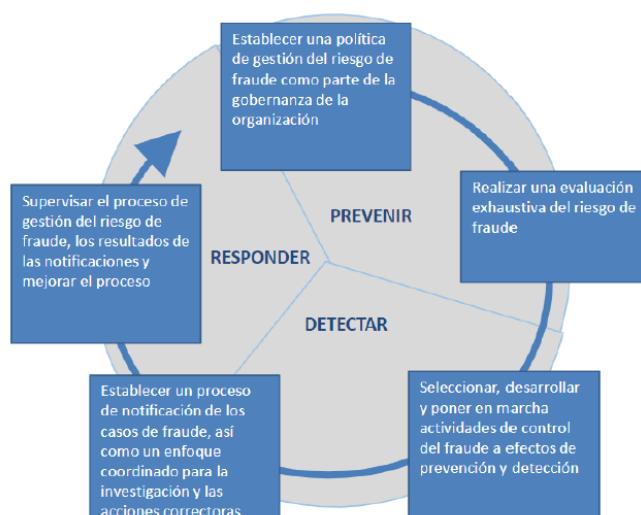 Establecer una política
de gestión del riesgo de
fraude como parte de la
gobernanza de la
organización
Realizar una evaluación
exhaustiva del riesgo de
fraude
PREVENIR
Supervisar el proceso de
gestión del riesgo de
fraude, los resultados de
las notificaciones y
mejorar el proceso
RESPONDER
DETECTAR
Seleccionar, desarrollar
y poner en marcha
actividades de control
del fraude a efectos de
prevención y detección
Establecer un proceso
de notificación de los
casos de fraude, así
como un enfoque
coordinado para la
investigación y las
acciones correctoras